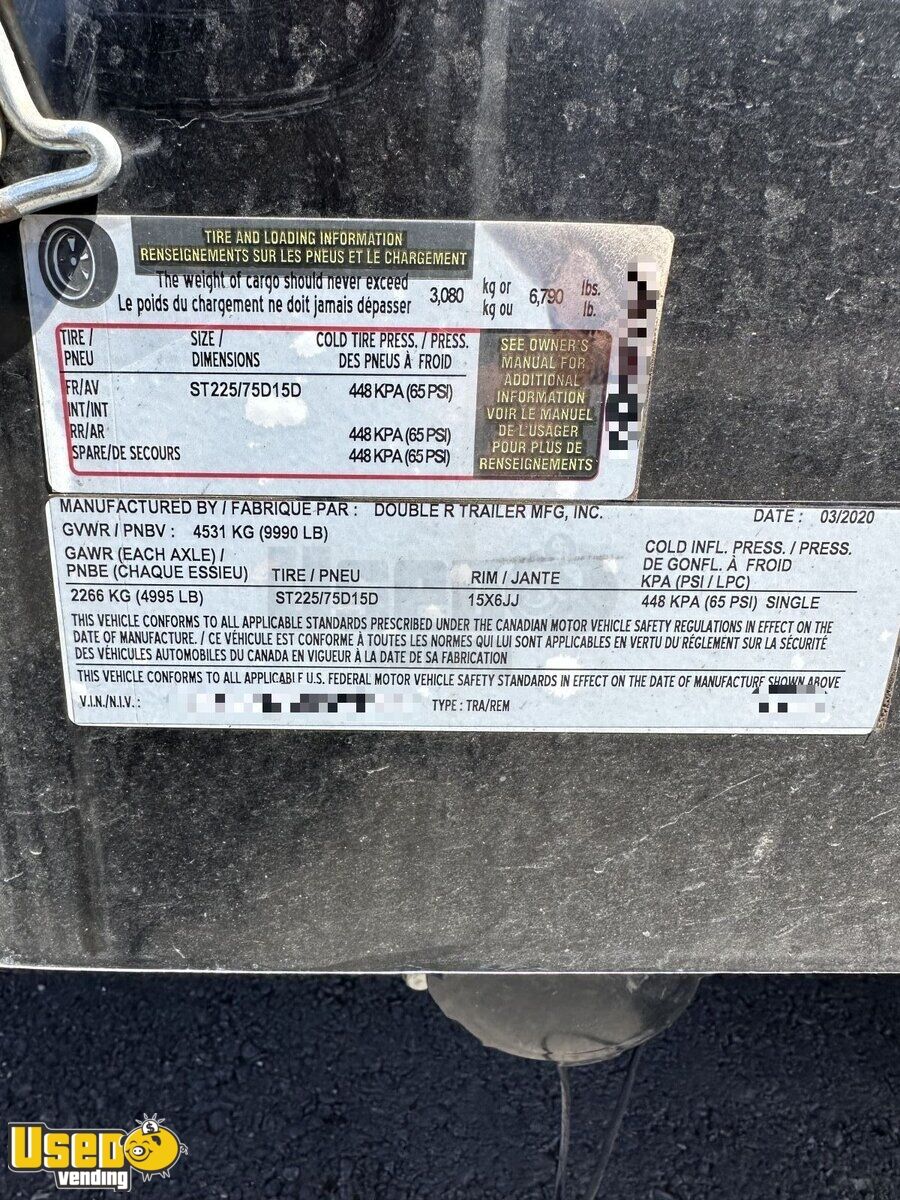 TIRE AND LOADING INFORMATION
RENSEIGNEMENTS SUR LES PNEUS ET LE CHARGEMENT
The weight of cargo should never exceed
Le poids du chargement ne doit jamais dépasser
3,080 kg or kg ou 6,790 lbs. lb.
TIRE / PNEU
SIZE / DIMENSIONS
COLD TIRE PRESS. / PRESS. DES PNEUS À FROID
FR/AV ST225/75D15D 448 KPA (65 PSI)
INT/INT
RR/AR 448 KPA (65 PSI)
SPARE/DE SECOURS 448 KPA (65 PSI)
SEE OWNER'S
MANUAL FOR
ADDITIONAL
INFORMATION
VOIR LE MANUEL
DE L'USAGER
POUR PLUS DE
RENSEIGNEMENTS
MANUFACTURED BY / FABRIQUE PAR : DOUBLE R TRAILER MFG, INC. DATE : 03/2020
GVWR / PNBV : 4531 KG (9990 LB)
GAWR (EACH AXLE) /
PNBE (CHAQUE ESSIEU) TIRE / PNEU RIM / JANTE
COLD INFL. PRESS. / PRESS.
DE GONFL. À FROID
KPA (PSI / LPC)
2266 KG (4995 LB) ST225/75D15D 15X6JJ 448 KPA (65 PSI) SINGLE
THIS VEHICLE CONFORMS TO ALL APPLICABLE STANDARDS PRESCRIBED UNDER THE CANADIAN MOTOR VEHICLE SAFETY REGULATIONS IN EFFECT ON THE
DATE OF MANUFACTURE. / CE VÉHICULE EST CONFORME À TOUTES LES NORMES QUI LUI SONT APPLICABLES EN VERTU DU RÉGLEMENT SUR LA SÉCURITÉ
DES VÉHICULES AUTOMOBILES DU CANADA EN VIGUEUR À LA DATE DE SA FABRICATION
THIS VEHICLE CONFORMS TO ALL APPLICABLE U.S. FEDERAL MOTOR VEHICLE SAFETY STANDARDS IN EFFECT ON THE DATE OF MANUFACTURE SHOWN ABOVE
V.I.N./N.I.V. : TYPE : TRA/REM
USED
vending